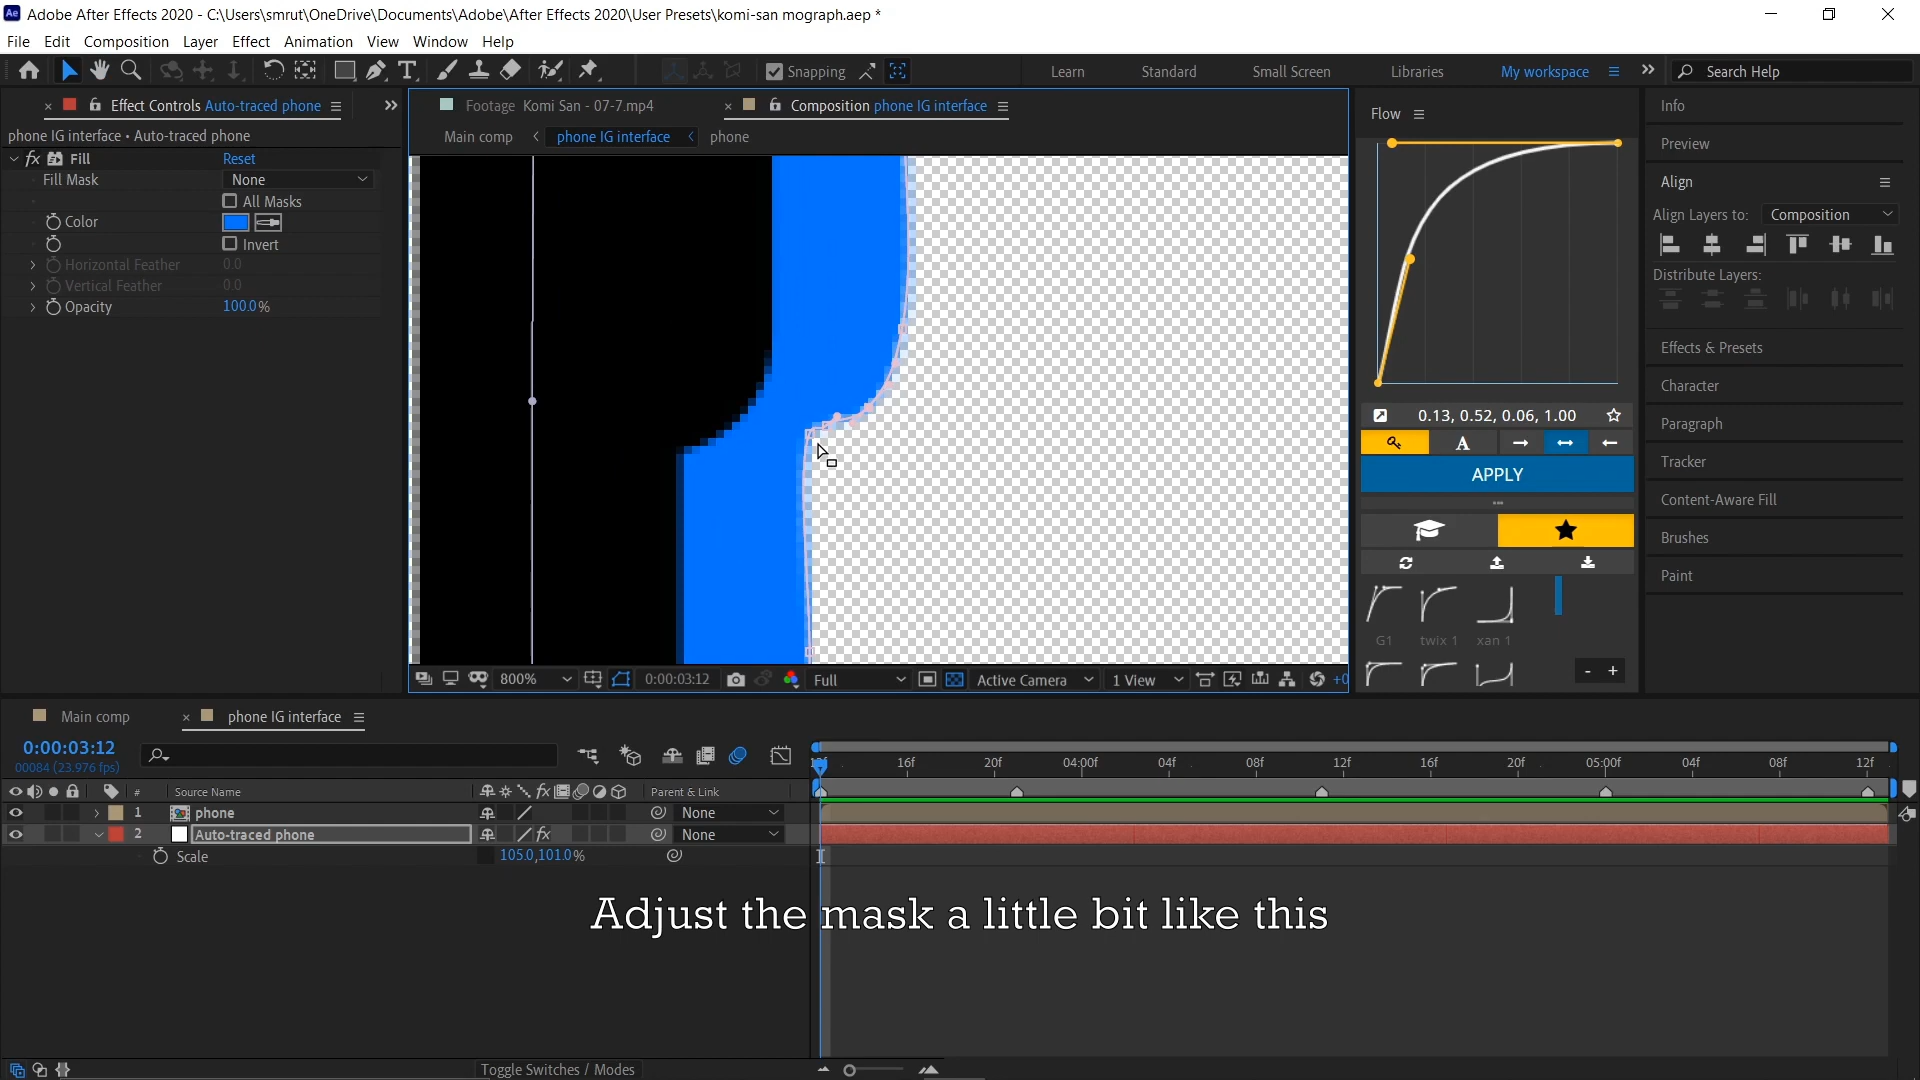 Adobe After Effects 2020 - C:\Users\smrut\OneDrive\Documents\Adobe\After Effects 2020\User Presets\komi-san mograph.aep *
File Edit Composition Layer Effect Animation View Window Help
Snapping
Learn Standard Small Screen Libraries My workspace Search Help
Effect Controls Auto-traced phone
phone IG interface • Auto-traced phone
fx Fill Reset
Fill Mask None
All Masks
Color
Invert
Horizontal Feather 0.0
Vertical Feather 0.0
Opacity 100.0%
Footage Komi San - 07-7.mp4
Composition phone IG interface
Main comp phone IG interface phone
800% 0:00:03:12 Full Active Camera 1 View +0
Flow
0.13, 0.52, 0.06, 1.00
A
APPLY
G1 twix 1 xan 1
- +
Info
Preview
Align
Align Layers to: Composition
Distribute Layers:
Effects & Presets
Character
Paragraph
Tracker
Content-Aware Fill
Brushes
Paint
Main comp phone IG interface
0:00:03:12
00084 (23.976 fps)
16f 20f 04:00f 04f 08f 12f 16f 20f 05:00f 04f 08f 12f
# Source Name fx Parent & Link
1 phone None
2 Auto-traced phone fx None
Scale 105.0,101.0%
Adjust the mask a little bit like this
Toggle Switches / Modes